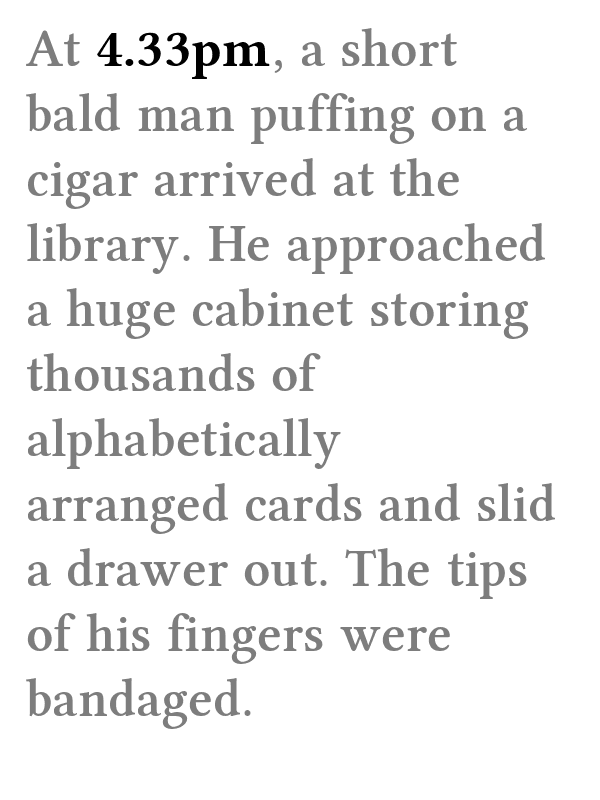 At 4.33pm, a short
bald man puffing on a
cigar arrived at the
library. He approached
a huge cabinet storing
thousands of
alphabetically
arranged cards and slid
a drawer out. The tips
of his fingers were
bandaged.